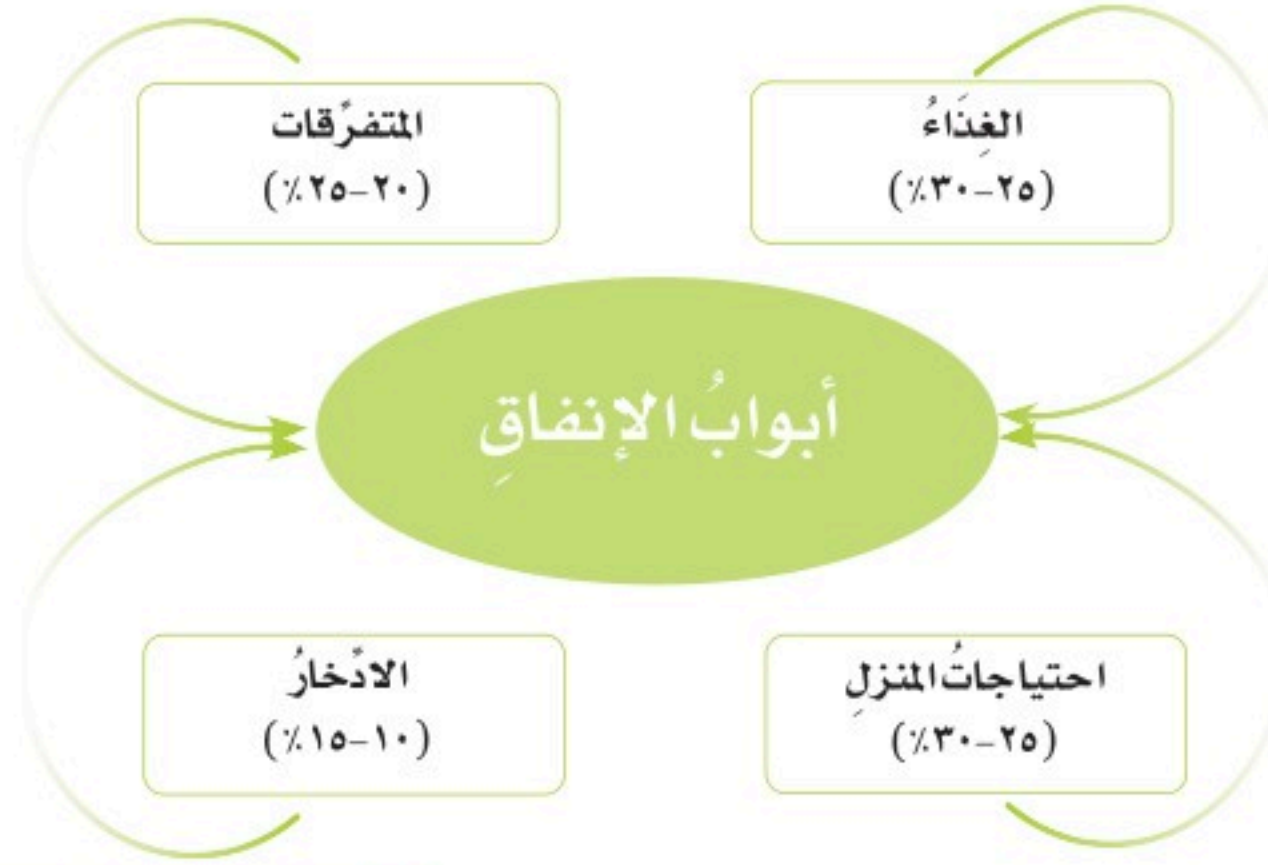 الغِذَاءُ
(٢٥-٣٠٪)
المتفرِّقات
(٢٠-٢٥٪)
أبوابُ الإنفاقِ
احتياجاتُ المنزلِ
(٢٥-٣٠٪)
الادِّخارُ
(١٠-١٥٪)